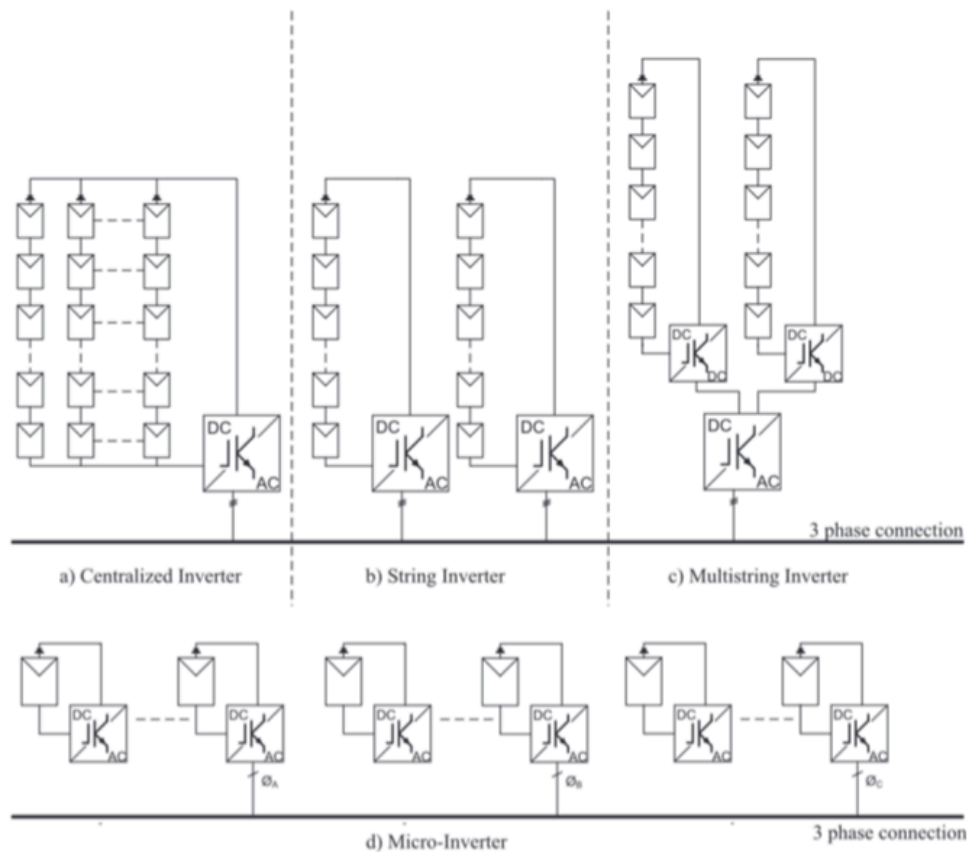 DC
DC
DC
DC
DC
AC
DC
AC
DC
AC
DC
AC
3 phase connection
a) Centralized Inverter
b) String Inverter
c) Multistring Inverter
DC
AC
DC
AC
DC
AC
DC
AC
DC
AC
DC
AC
ØA
ØB
ØC
3 phase connection
d) Micro-Inverter